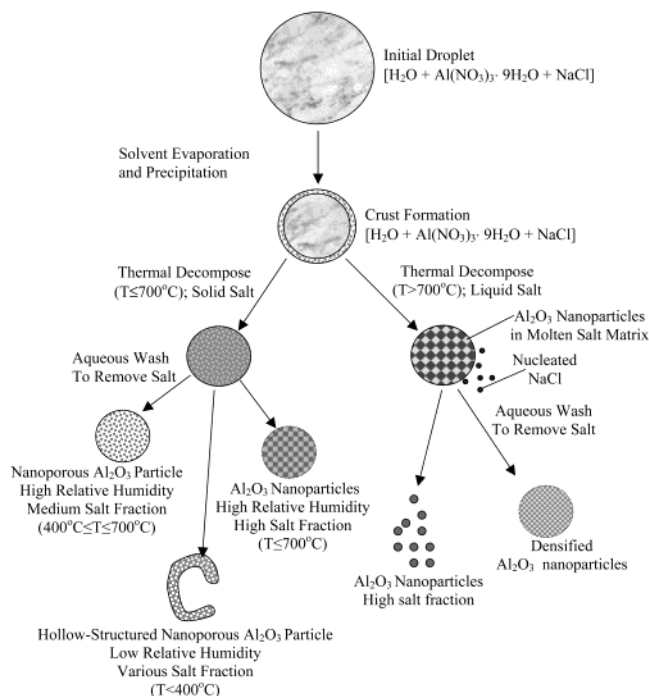 Initial Droplet
[H₂O + Al(NO₃)₃· 9H₂O + NaCl]
Solvent Evaporation
and Precipitation
Crust Formation
[H₂O + Al(NO₃)₃· 9H₂O + NaCl]
Thermal Decompose
(T≤700°C); Solid Salt
Thermal Decompose
(T>700°C); Liquid Salt
Al₂O₃ Nanoparticles
in Molten Salt Matrix
Nucleated
NaCl
Aqueous Wash
To Remove Salt
Aqueous Wash
To Remove Salt
Nanoporous Al₂O₃ Particle
High Relative Humidity
Medium Salt Fraction
(400°C≤T≤700°C)
Al₂O₃ Nanoparticles
High Relative Humidity
High Salt Fraction
(T≤700°C)
Al₂O₃ Nanoparticles
High salt fraction
Densified
Al₂O₃ nanoparticles
Hollow-Structured Nanoporous Al₂O₃ Particle
Low Relative Humidity
Various Salt Fraction
(T<400°C)